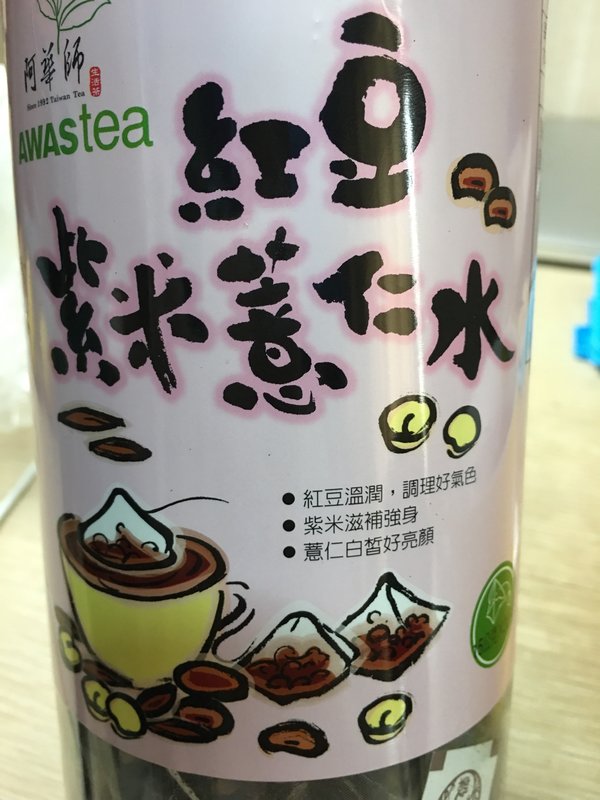 阿華師
生活茶
Since 1982 Taiwan Tea
AWAStea
紅豆
紫米薏仁水
● 紅豆溫潤，調理好氣色
● 紫米滋補強身
● 薏仁白皙好亮顏